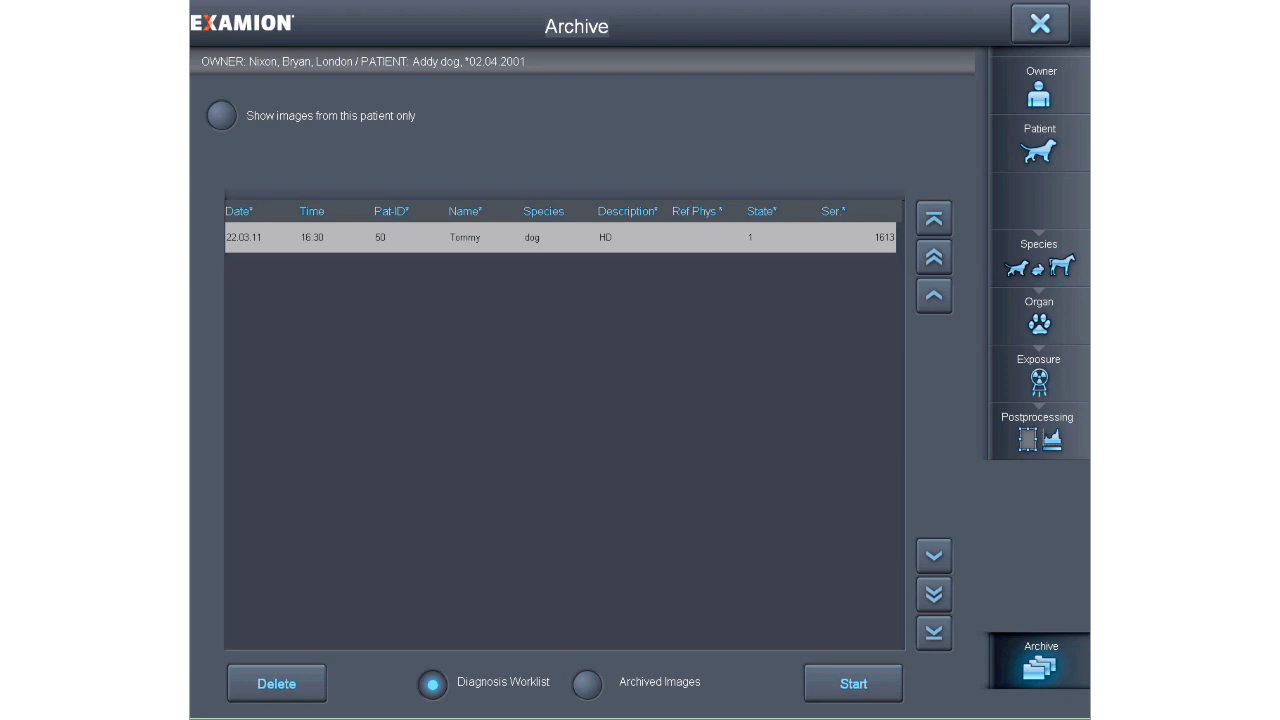 EXAMION
Archive
OWNER: Nixon, Bryan, London / PATIENT: Addy dog, *02.04.2001
Show images from this patient only
Date* Time Pat-ID* Name* Species Description* Ref Phys * State* Ser.*
22.03.11 16:30 50 Tommy dog HD 1 1613
Delete
Diagnosis Worklist
Archived Images
Start
Owner
Patient
Species
Organ
Exposure
Postprocessing
Archive